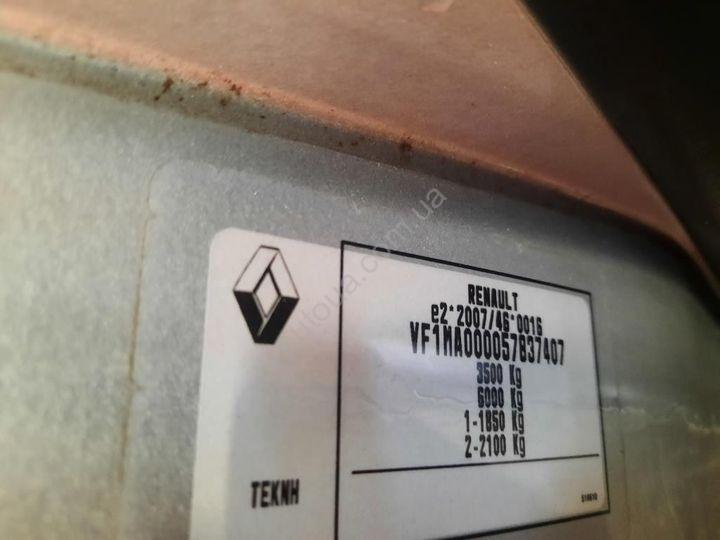 RENAULT
e2*2007/46*0016
VF1MA000057837407
3500 Kg
6000 Kg
1-1850 Kg
2-2100 Kg
TEKNH